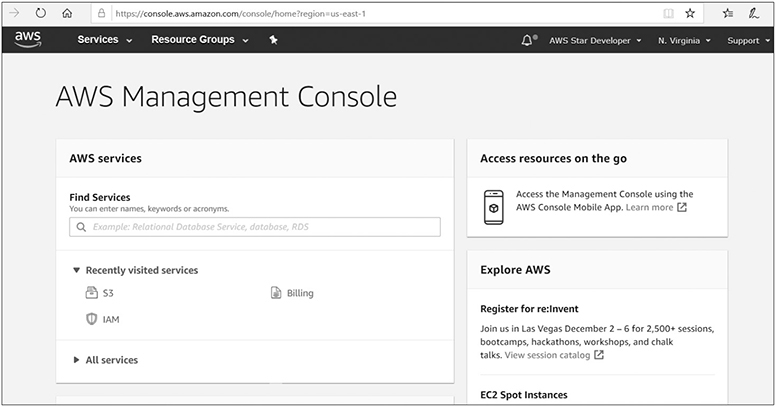 https://console.aws.amazon.com/console/home?region=us-east-1
aws Services Resource Groups AWS Star Developer N. Virginia Support
AWS Management Console
AWS services
Find Services
You can enter names, keywords or acronyms.
Example: Relational Database Service, database, RDS
Recently visited services
S3 Billing
IAM
All services
Access resources on the go
Access the Management Console using the
AWS Console Mobile App. Learn more
Explore AWS
Register for re:Invent
Join us in Las Vegas December 2 – 6 for 2,500+ sessions,
bootcamps, hackathons, workshops, and chalk
talks. View session catalog
EC2 Spot Instances